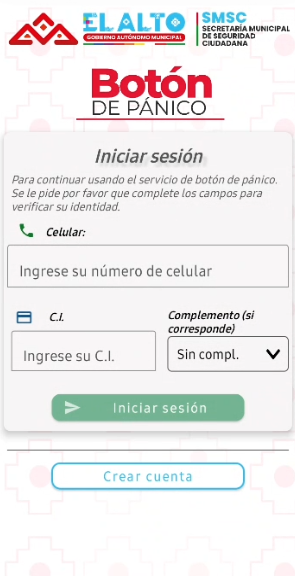 EL ALTO
GOBIERNO AUTÓNOMO MUNICIPAL
SMSC
SECRETARÍA MUNICIPAL
DE SEGURIDAD
CIUDADANA
Botón
DE PÁNICO
Iniciar sesión
Para continuar usando el servicio de botón de pánico.
Se le pide por favor que complete los campos para
verificar su identidad.
Celular:
Ingrese su número de celular
C.I.
Complemento (si
corresponde)
Ingrese su C.I.
Sin compl.
Iniciar sesión
Crear cuenta